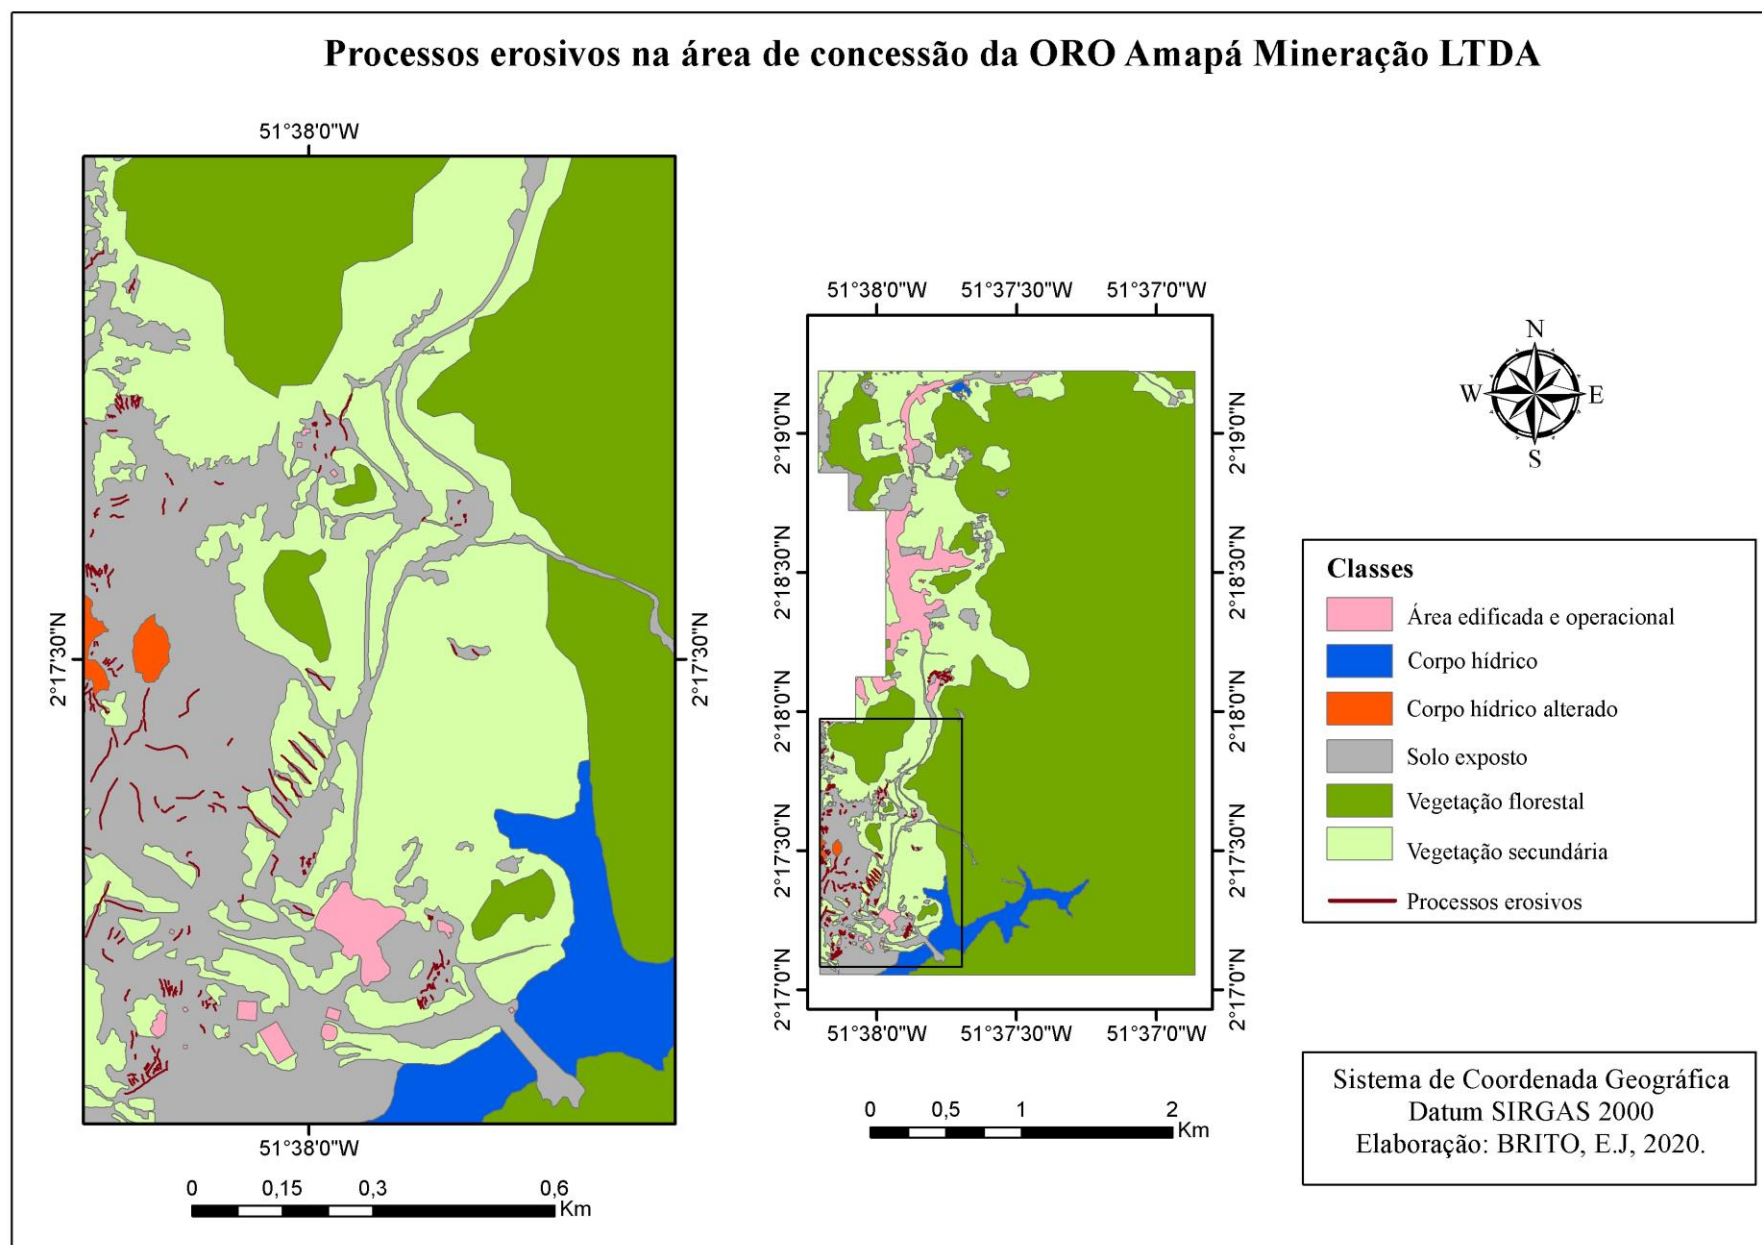 Processos erosivos na área de concessão da ORO Amapá Mineração LTDA
51°38'0"W
2°17'30"N
2°17'30"N
51°38'0"W
0 0,15 0,3 0,6
Km
51°38'0"W 51°37'30"W 51°37'0"W
2°19'0"N
2°18'30"N
2°18'0"N
2°17'30"N
2°17'0"N
2°19'0"N
2°18'30"N
2°18'0"N
2°17'30"N
2°17'0"N
51°38'0"W 51°37'30"W 51°37'0"W
0 0,5 1 2
Km
N
W E
S
Classes
Área edificada e operacional
Corpo hídrico
Corpo hídrico alterado
Solo exposto
Vegetação florestal
Vegetação secundária
Processos erosivos
Sistema de Coordenada Geográfica
Datum SIRGAS 2000
Elaboração: BRITO, E.J, 2020.